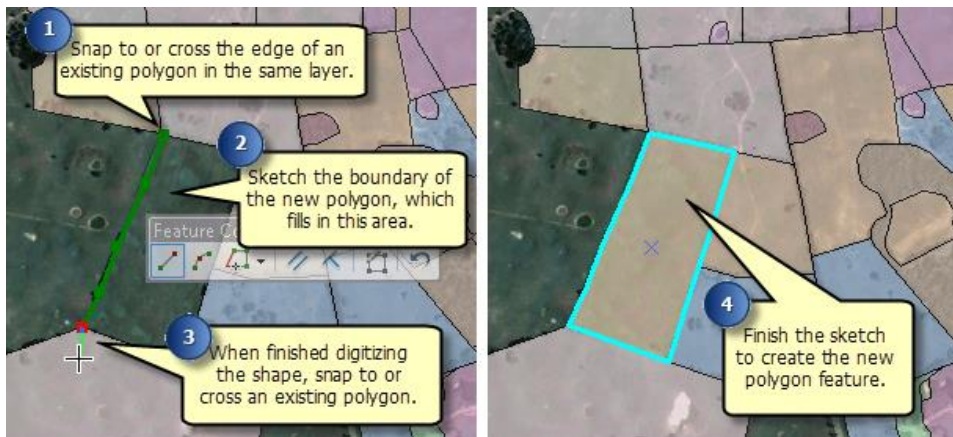 1
Snap to or cross the edge of an
existing polygon in the same layer.
2
Sketch the boundary of
the new polygon, which
fills in this area.
Feature
3
When finished digitizing
the shape, snap to or
cross an existing polygon.
4
Finish the sketch
to create the new
polygon feature.